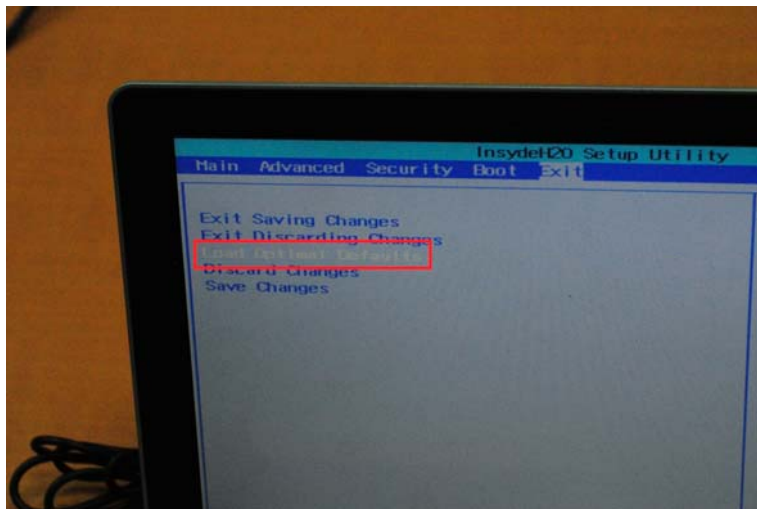 InsydeH20 Setup Utility
Main Advanced Security Boot Exit
Exit Saving Changes
Exit Discarding Changes
Load Optimal Defaults
Discard Changes
Save Changes